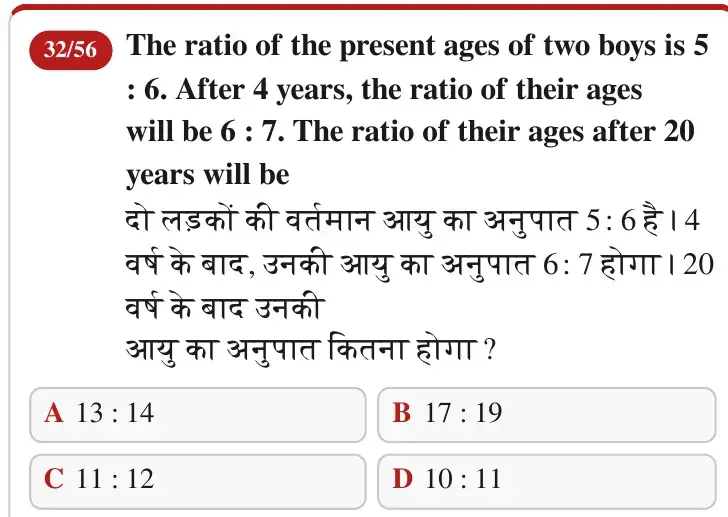 32/56 The ratio of the present ages of two boys is 5
: 6. After 4 years, the ratio of their ages
will be 6 : 7. The ratio of their ages after 20
years will be
दो लड़कों की वर्तमान आयु का अनुपात 5 : 6 है। 4
वर्ष के बाद, उनकी आयु का अनुपात 6 : 7 होगा। 20
वर्ष के बाद उनकी
आयु का अनुपात कितना होगा ?
A 13 : 14 B 17 : 19
C 11 : 12 D 10 : 11